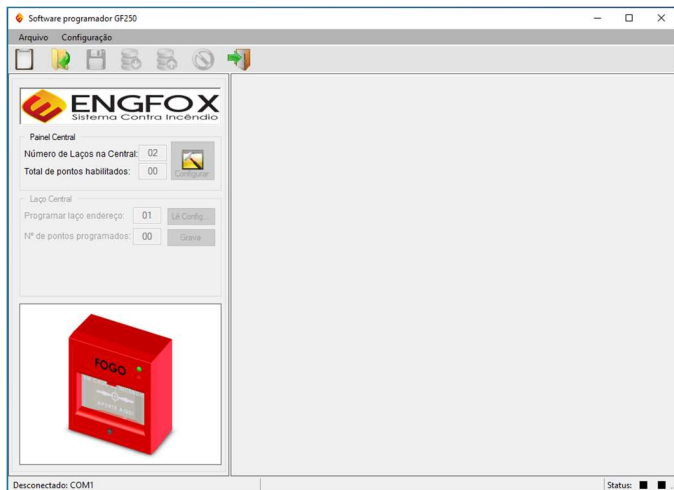 Software programador GF250
Arquivo Configuração
ENGFOX
Sistema Contra Incêndio
Painel Central
Número de Laços na Central: 02
Total de pontos habilitados: 00
Configurar
Laço Central
Programar laço endereço: 01 Lê Config...
Nª de pontos programados: 00 Grava
FOGO
Desconectado: COM1 Status: